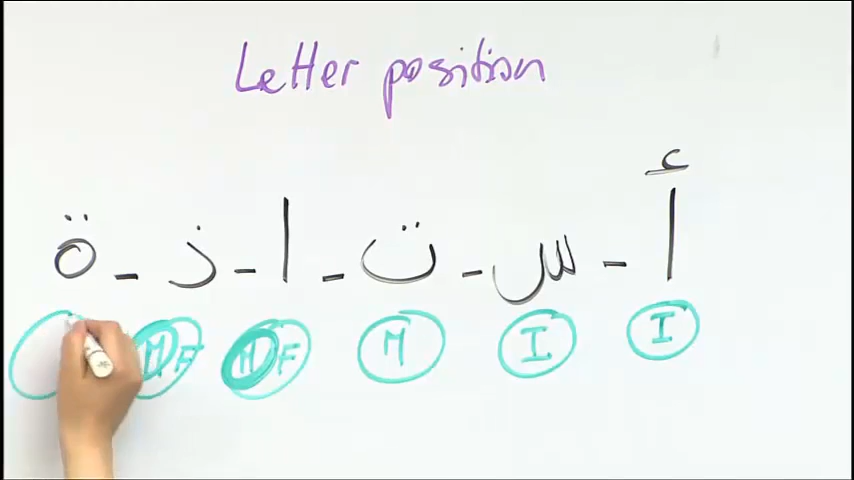 Letter position
أ - س - ت - ا - ذ - ة
I I M MF MF